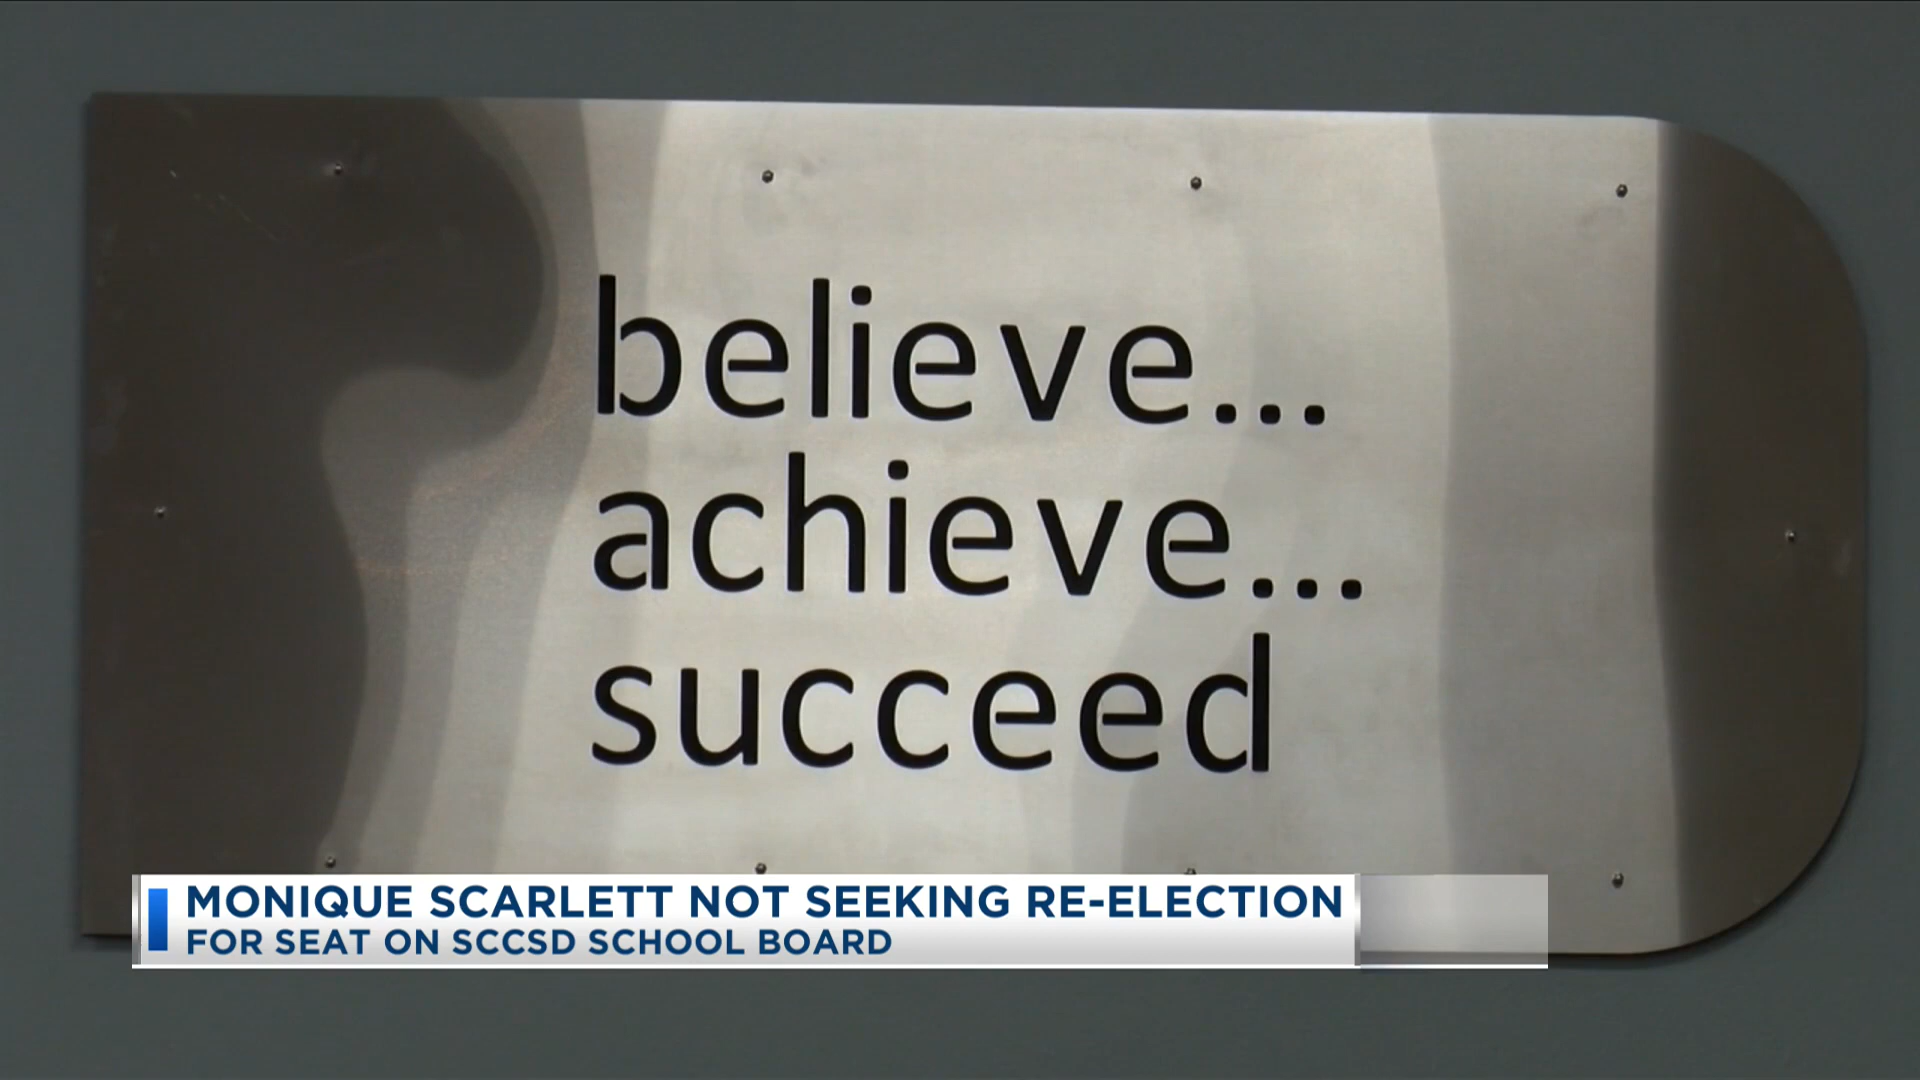 believe...
achieve...
succeed
MONIQUE SCARLETT NOT SEEKING RE-ELECTION
FOR SEAT ON SCCSD SCHOOL BOARD